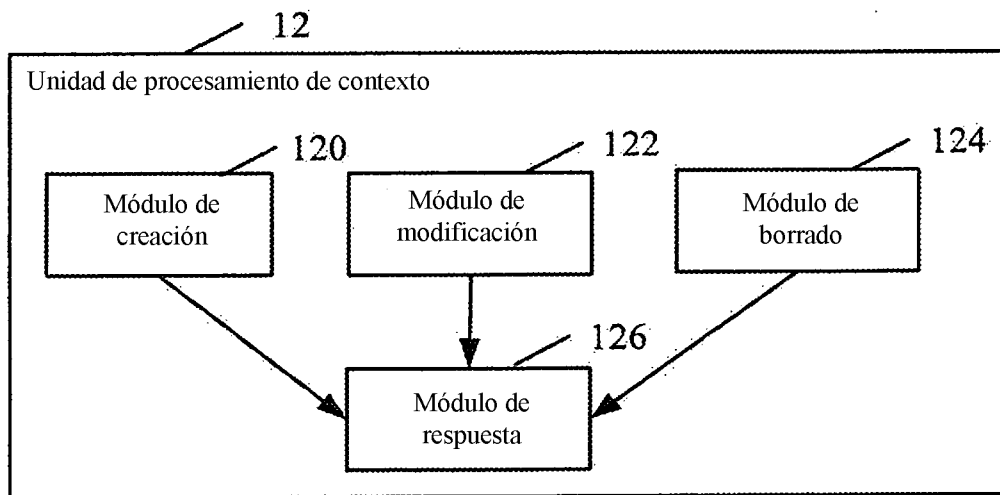 12
Unidad de procesamiento de contexto
120
122
124
Módulo de
creación
Módulo de
modificación
Módulo de
borrado
126
Módulo de
respuesta